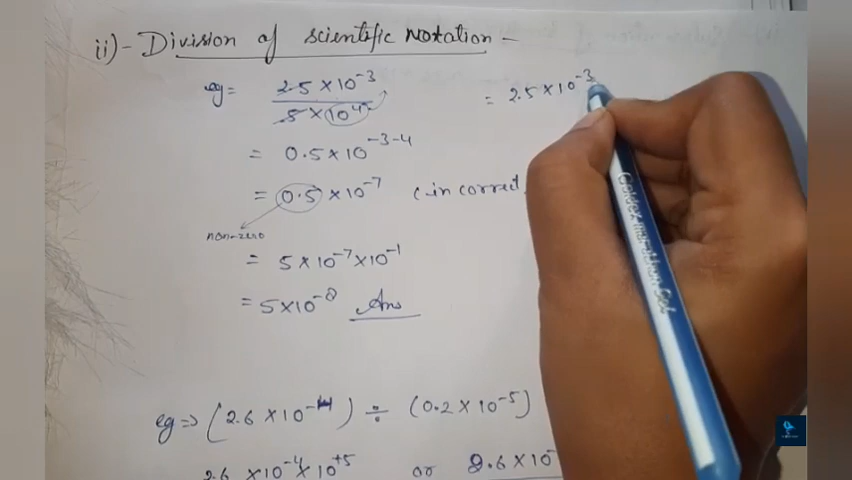 ii)- Division of scientific Notation -
eg= 2.5 × 10⁻³
5 × 10⁴
= 2.5 × 10⁻³
= 0.5 × 10⁻³⁻⁴
= 0.5 × 10⁻⁷ (incorrect
non-zero
= 5 × 10⁻⁷ × 10⁻¹
= 5 × 10⁻⁸ Ans
eg ⇒ (2.6 × 10⁻⁴) ÷ (0.2 × 10⁻⁵)
2.6 × 10⁻⁴ × 10⁺⁵ or 2.6 × 10⁻